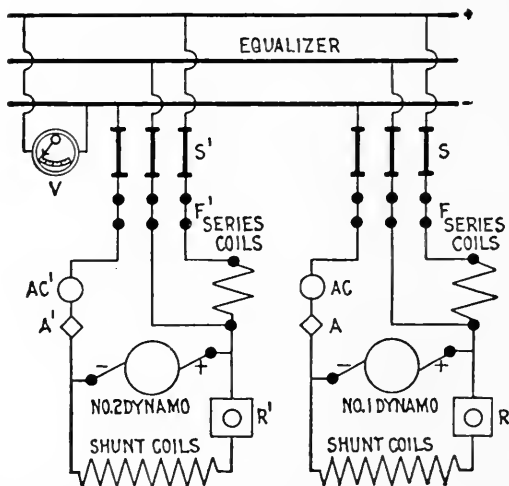 +
EQUALIZER
-
V
S'
S
F'
F
SERIES
COILS
SERIES
COILS
AC'
AC
A'
A
- +
- +
NO.2 DYNAMO
NO.1 DYNAMO
R'
R
SHUNT COILS
SHUNT COILS